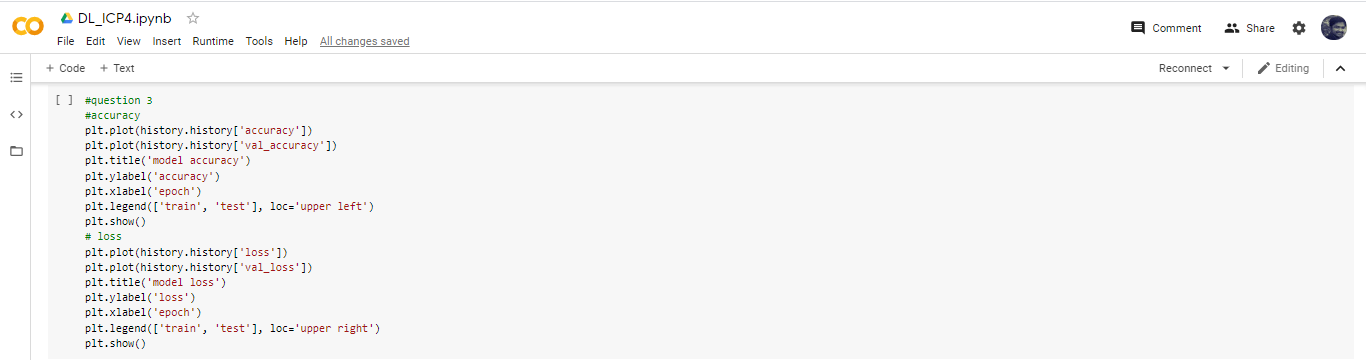 DL_ICP4.ipynb
Comment
Share
File Edit View Insert Runtime Tools Help All changes saved
+ Code + Text
Reconnect
Editing
[ ] #question 3
#accuracy
plt.plot(history.history['accuracy'])
plt.plot(history.history['val_accuracy'])
plt.title('model accuracy')
plt.ylabel('accuracy')
plt.xlabel('epoch')
plt.legend(['train', 'test'], loc='upper left')
plt.show()
# loss
plt.plot(history.history['loss'])
plt.plot(history.history['val_loss'])
plt.title('model loss')
plt.ylabel('loss')
plt.xlabel('epoch')
plt.legend(['train', 'test'], loc='upper right')
plt.show()